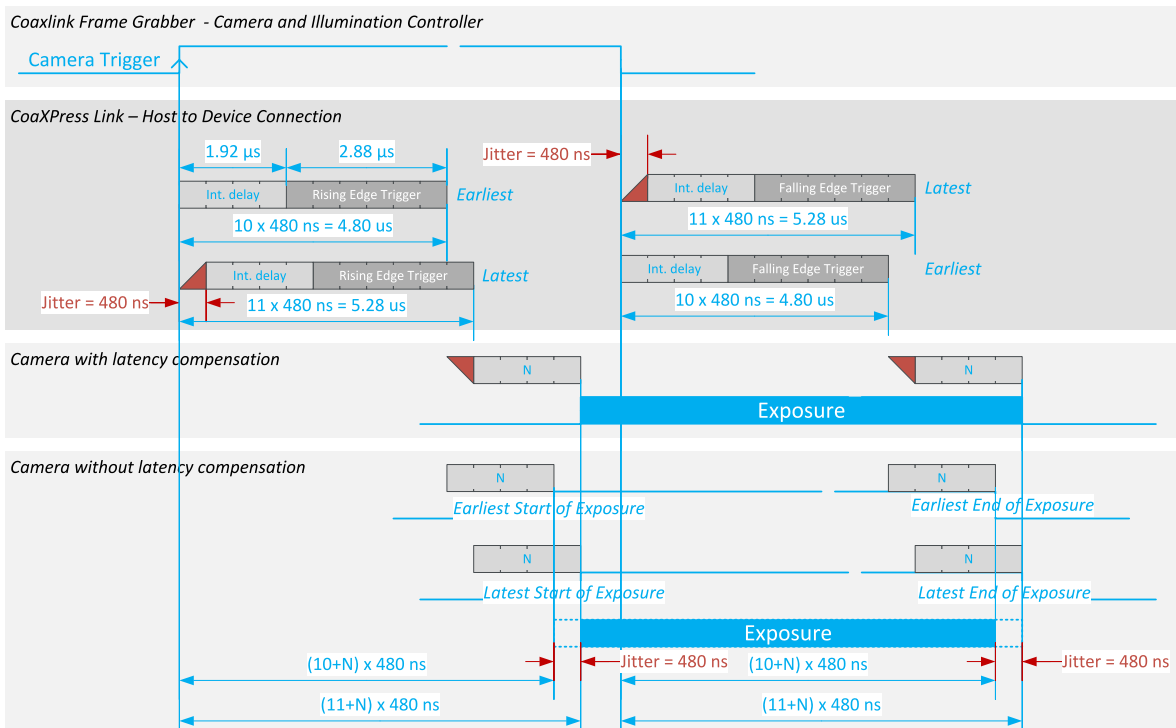 Coaxlink Frame Grabber - Camera and Illumination Controller
Camera Trigger
CoaXPress Link – Host to Device Connection
1.92 µs
2.88 µs
Jitter = 480 ns
Int. delay
Rising Edge Trigger
Earliest
Int. delay
Falling Edge Trigger
Latest
10 x 480 ns = 4.80 us
11 x 480 ns = 5.28 us
Int. delay
Rising Edge Trigger
Latest
Int. delay
Falling Edge Trigger
Earliest
Jitter = 480 ns
11 x 480 ns = 5.28 us
10 x 480 ns = 4.80 us
Camera with latency compensation
N
N
Exposure
Camera without latency compensation
N
N
Earliest Start of Exposure
Earliest End of Exposure
N
N
Latest Start of Exposure
Latest End of Exposure
Exposure
(10+N) x 480 ns
Jitter = 480 ns
(10+N) x 480 ns
Jitter = 480 ns
(11+N) x 480 ns
(11+N) x 480 ns